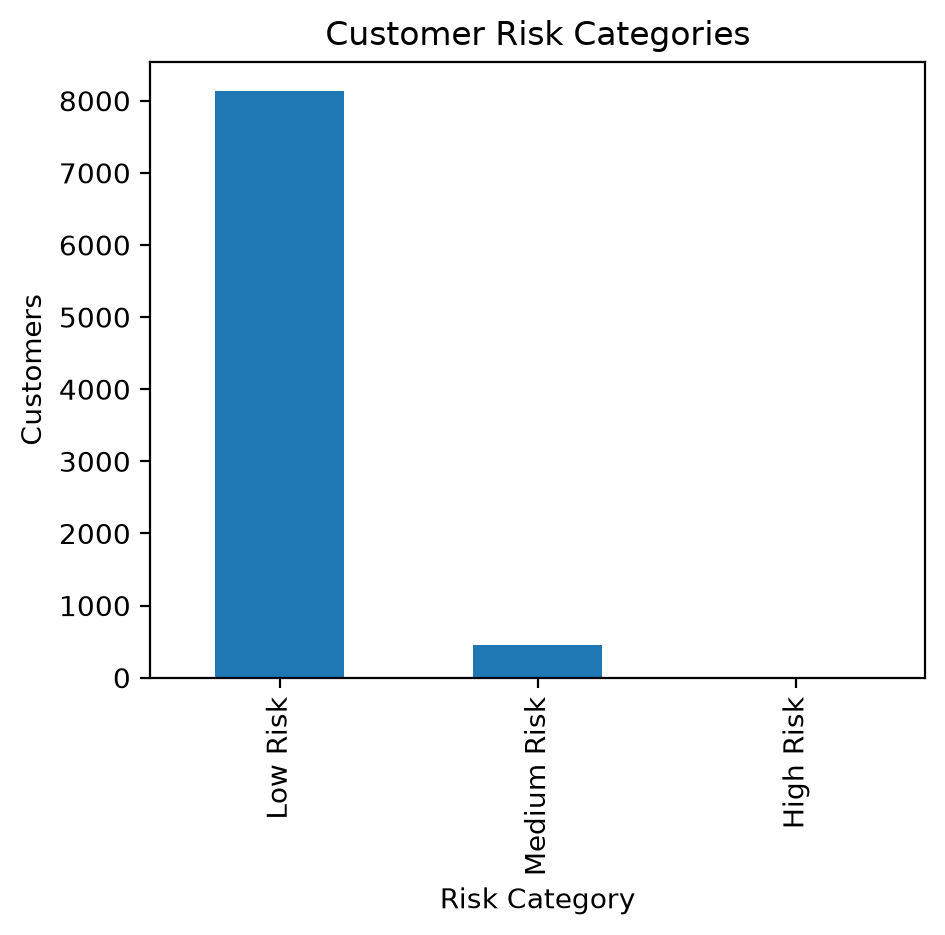 Customer Risk Categories
8000
7000
6000
5000
4000
3000
2000
1000
0
Customers
Low Risk
Medium Risk
High Risk
Risk Category